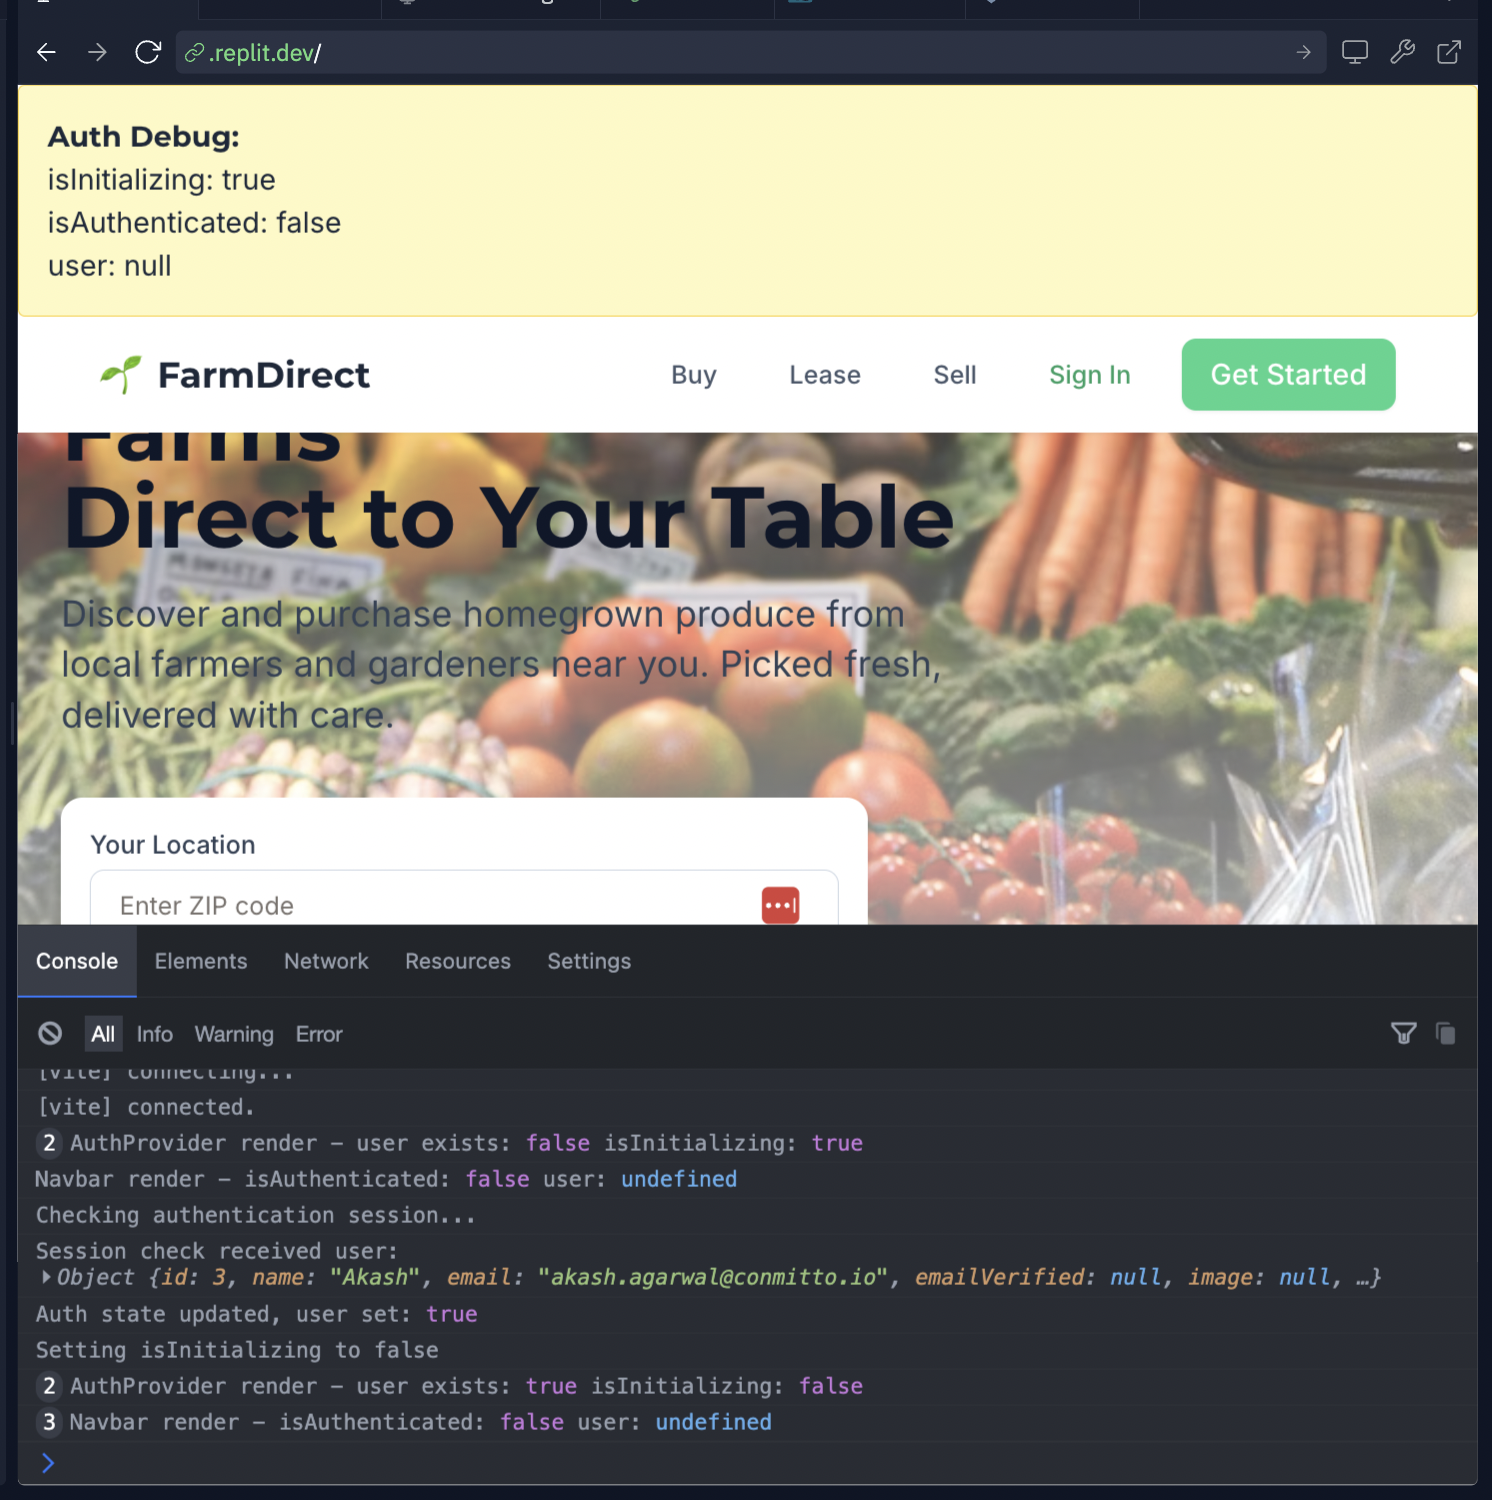 .replit.dev/
Auth Debug:
isInitializing: true
isAuthenticated: false
user: null
FarmDirect
Buy
Lease
Sell
Sign In
Get Started
Farms
Direct to Your Table
Discover and purchase homegrown produce from
local farmers and gardeners near you. Picked fresh,
delivered with care.
Your Location
Enter ZIP code
Console
Elements
Network
Resources
Settings
All
Info
Warning
Error
[vite] connecting...
[vite] connected.
2 AuthProvider render – user exists: false isInitializing: true
Navbar render – isAuthenticated: false user: undefined
Checking authentication session...
Session check received user:
Object {id: 3, name: "Akash", email: "akash.agarwal@conmitto.io", emailVerified: null, image: null, …}
Auth state updated, user set: true
Setting isInitializing to false
2 AuthProvider render – user exists: true isInitializing: false
3 Navbar render – isAuthenticated: false user: undefined